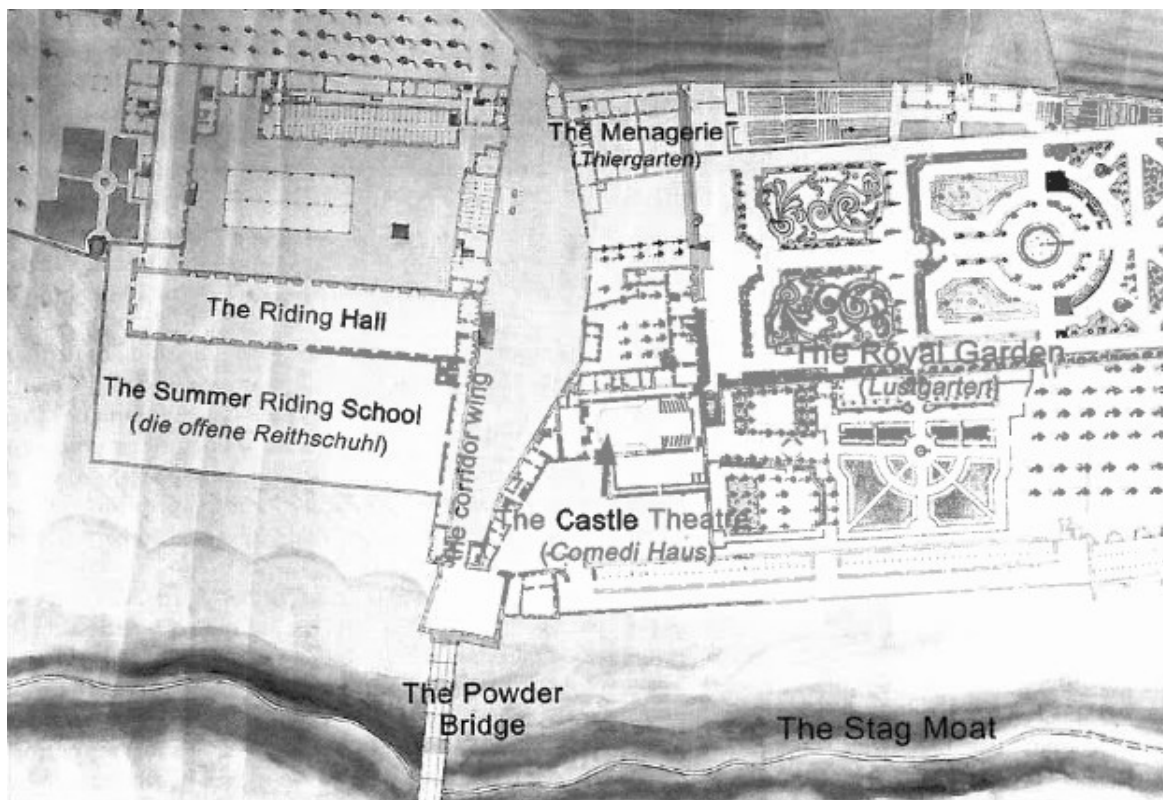 The Menagerie
(Thiergarten)
The Riding Hall
The Royal Garden
(Lustgarten)
The Summer Riding School
(die offene Reithschuhl)
the corridor wing
The Castle Theatre
(Comedi Haus)
The Powder
Bridge
The Stag Moat